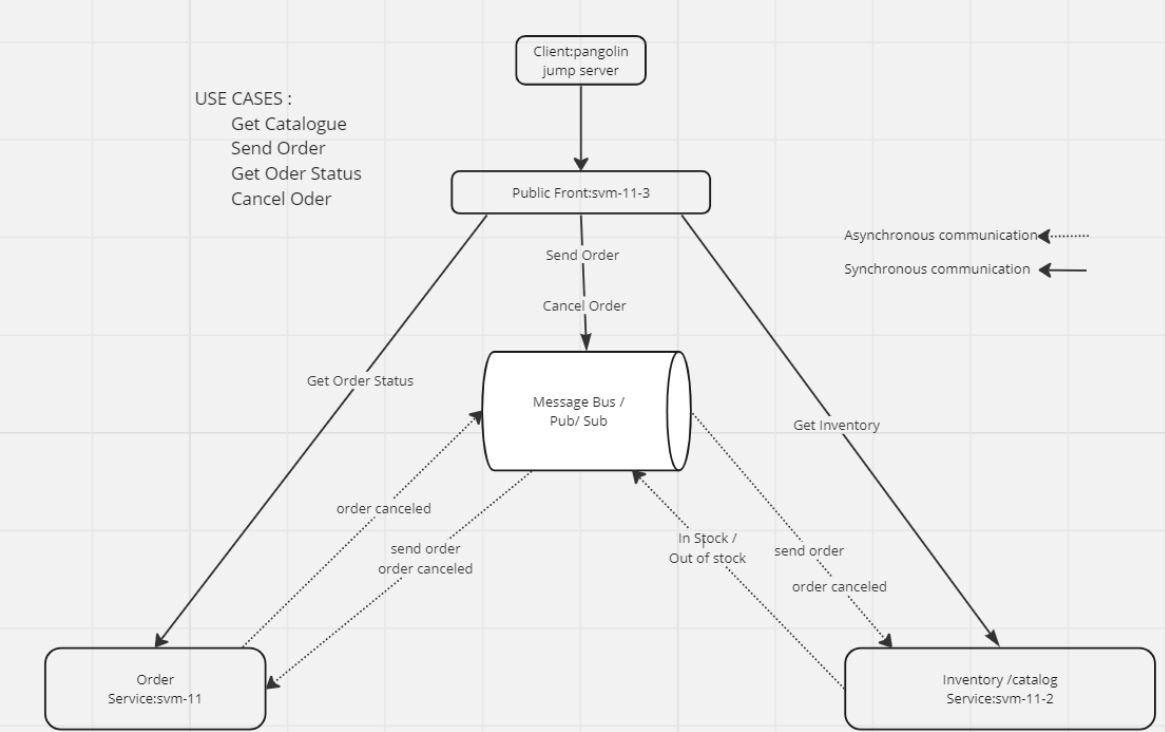 Client:pangolin
jump server
USE CASES :
Get Catalogue
Send Order
Get Oder Status
Cancel Oder
Public Front:svm-11-3
Asynchronous communication
Synchronous communication
Send Order
Cancel Order
Get Order Status
Message Bus /
Pub/ Sub
Get Inventory
order canceled
send order
order canceled
In Stock /
Out of stock
send order
order canceled
Order
Service:svm-11
Inventory /catalog
Service:svm-11-2